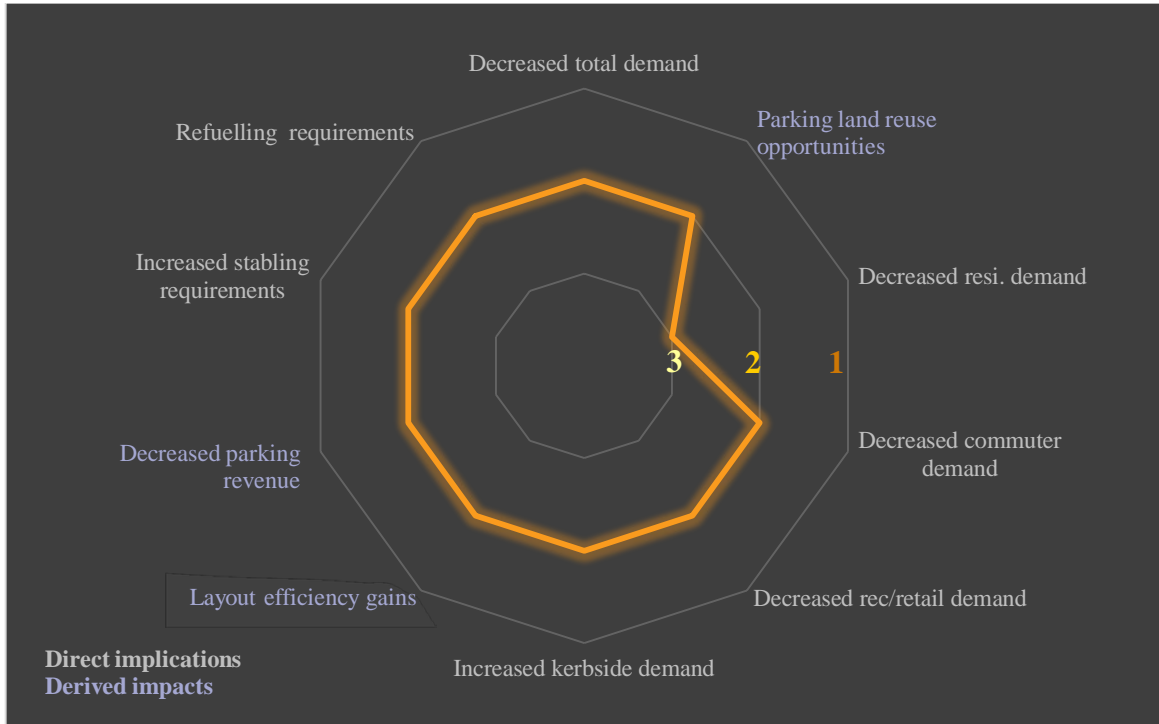 Decreased total demand
Parking land reuse
opportunities
Refuelling requirements
Increased stabling
requirements
Decreased resi. demand
3 2 1
Decreased commuter
demand
Decreased parking
revenue
Layout efficiency gains
Decreased rec/retail demand
Increased kerbside demand
Direct implications
Derived impacts